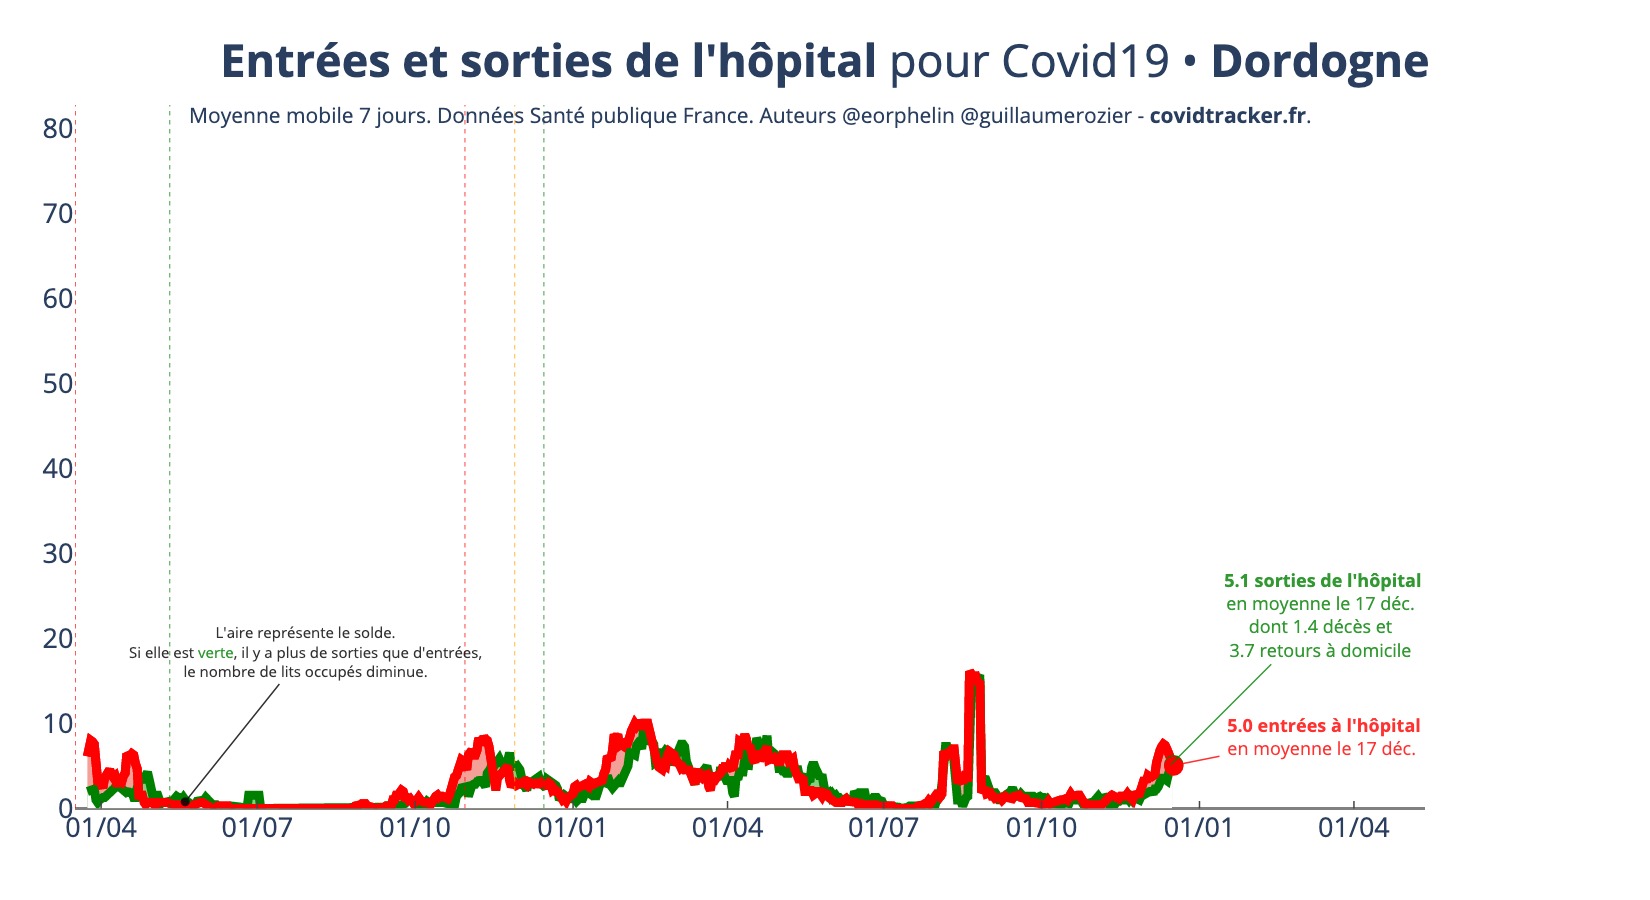 Entrées et sorties de l'hôpital pour Covid19 • Dordogne
Moyenne mobile 7 jours. Données Santé publique France. Auteurs @eorphelin @guillaumerozier - covidtracker.fr.
80
70
60
50
40
30
20
10
0
L'aire représente le solde.
Si elle est verte, il y a plus de sorties que d'entrées,
le nombre de lits occupés diminue.
5.1 sorties de l'hôpital
en moyenne le 17 déc.
dont 1.4 décès et
3.7 retours à domicile
5.0 entrées à l'hôpital
en moyenne le 17 déc.
01/04 01/07 01/10 01/01 01/04 01/07 01/10 01/01 01/04